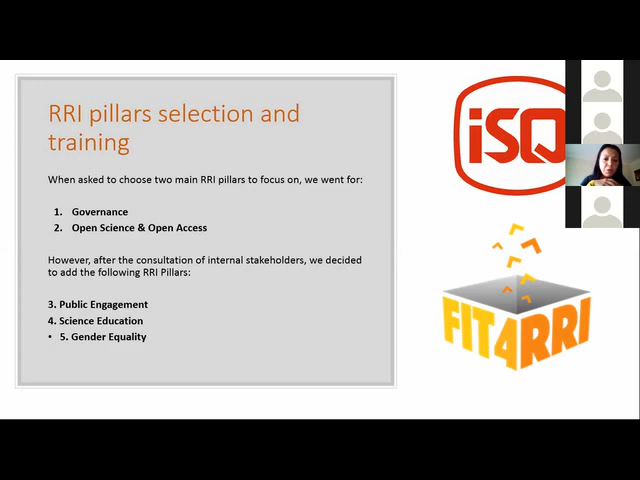 RRI pillars selection and
training
When asked to choose two main RRI pillars to focus on, we went for:
1. Governance
2. Open Science & Open Access
However, after the consultation of internal stakeholders, we decided
to add the following RRI Pillars:
3. Public Engagement
4. Science Education
• 5. Gender Equality
iSQ
FIT4RRI